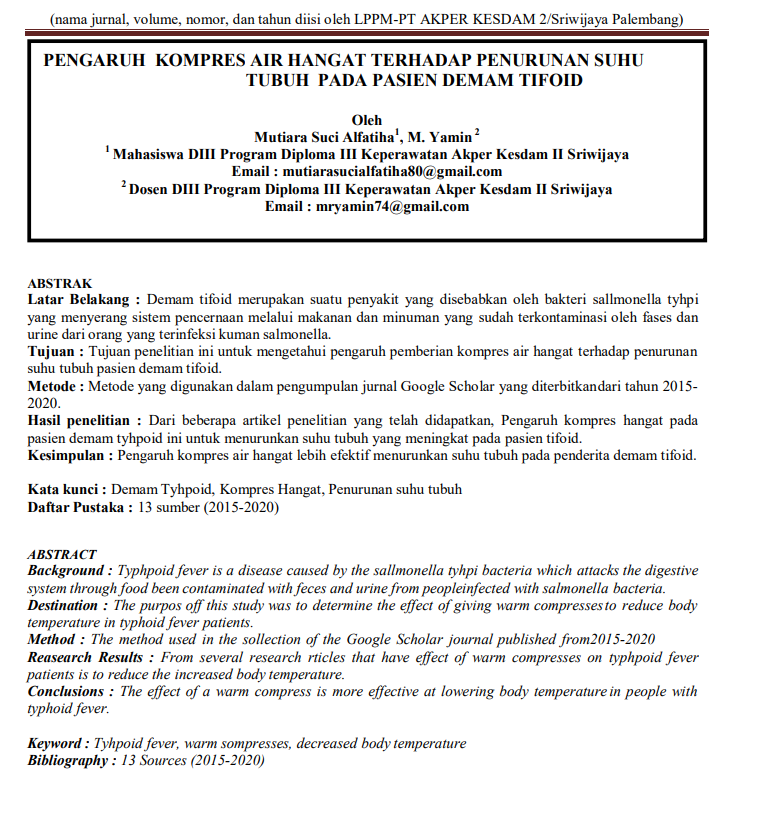 (nama jurnal, volume, nomor, dan tahun diisi oleh LPPM-PT AKPER KESDAM 2/Sriwijaya Palembang)
PENGARUH KOMPRES AIR HANGAT TERHADAP PENURUNAN SUHU
TUBUH PADA PASIEN DEMAM TIFOID
Oleh
Mutiara Suci Alfatiha¹, M. Yamin ²
¹ Mahasiswa DIII Program Diploma III Keperawatan Akper Kesdam II Sriwijaya
Email : mutiarasucialfatiha80@gmail.com
² Dosen DIII Program Diploma III Keperawatan Akper Kesdam II Sriwijaya
Email : mryamin74@gmail.com
ABSTRAK
Latar Belakang : Demam tifoid merupakan suatu penyakit yang disebabkan oleh bakteri sallmonella tyhpi
yang menyerang sistem pencernaan melalui makanan dan minuman yang sudah terkontaminasi oleh fases dan
urine dari orang yang terinfeksi kuman salmonella.
Tujuan : Tujuan penelitian ini untuk mengetahui pengaruh pemberian kompres air hangat terhadap penurunan
suhu tubuh pasien demam tifoid.
Metode : Metode yang digunakan dalam pengumpulan jurnal Google Scholar yang diterbitkandari tahun 2015-
2020.
Hasil penelitian : Dari beberapa artikel penelitian yang telah didapatkan, Pengaruh kompres hangat pada
pasien demam tyhpoid ini untuk menurunkan suhu tubuh yang meningkat pada pasien tifoid.
Kesimpulan : Pengaruh kompres air hangat lebih efektif menurunkan suhu tubuh pada penderita demam tifoid.
Kata kunci : Demam Tyhpoid, Kompres Hangat, Penurunan suhu tubuh
Daftar Pustaka : 13 sumber (2015-2020)
ABSTRACT
Background : Typhpoid fever is a disease caused by the sallmonella tyhpi bacteria which attacks the digestive
system through food been contaminated with feces and urine from peopleinfected with salmonella bacteria.
Destination : The purpos off this study was to determine the effect of giving warm compresses to reduce body
temperature in typhoid fever patients.
Method : The method used in the sollection of the Google Scholar journal published from2015-2020
Reasearch Results : From several research rticles that have effect of warm compresses on typhpoid fever
patients is to reduce the increased body temperature.
Conclusions : The effect of a warm compress is more effective at lowering body temperature in people with
typhoid fever.
Keyword : Tyhpoid fever, warm sompresses, decreased body temperature
Bibliography : 13 Sources (2015-2020)